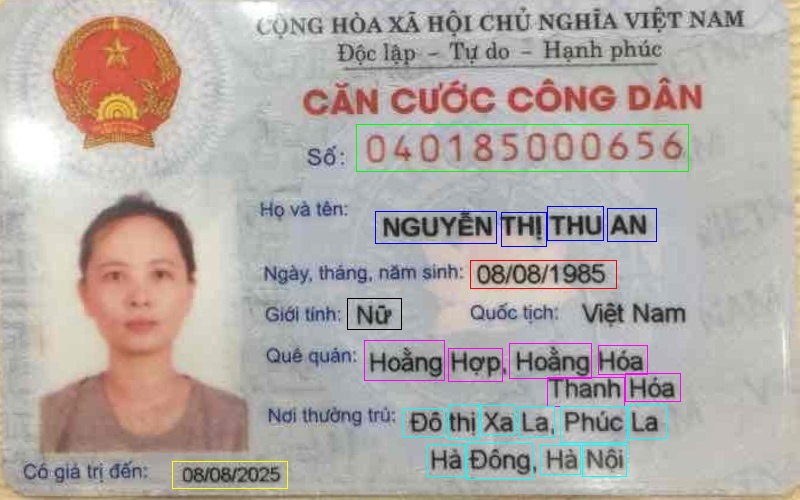 CỘNG HÒA XÃ HỘI CHỦ NGHĨA VIỆT NAM
Độc lập - Tự do - Hạnh phúc
CĂN CƯỚC CÔNG DÂN
Số: 040185000656
Họ và tên: NGUYỄN THỊ THU AN
Ngày, tháng, năm sinh: 08/08/1985
Giới tính: Nữ Quốc tịch: Việt Nam
Quê quán: Hoằng Hợp, Hoằng Hóa
Thanh Hóa
Nơi thường trú: Đô thị Xa La, Phúc La
Hà Đông, Hà Nội
Có giá trị đến: 08/08/2025